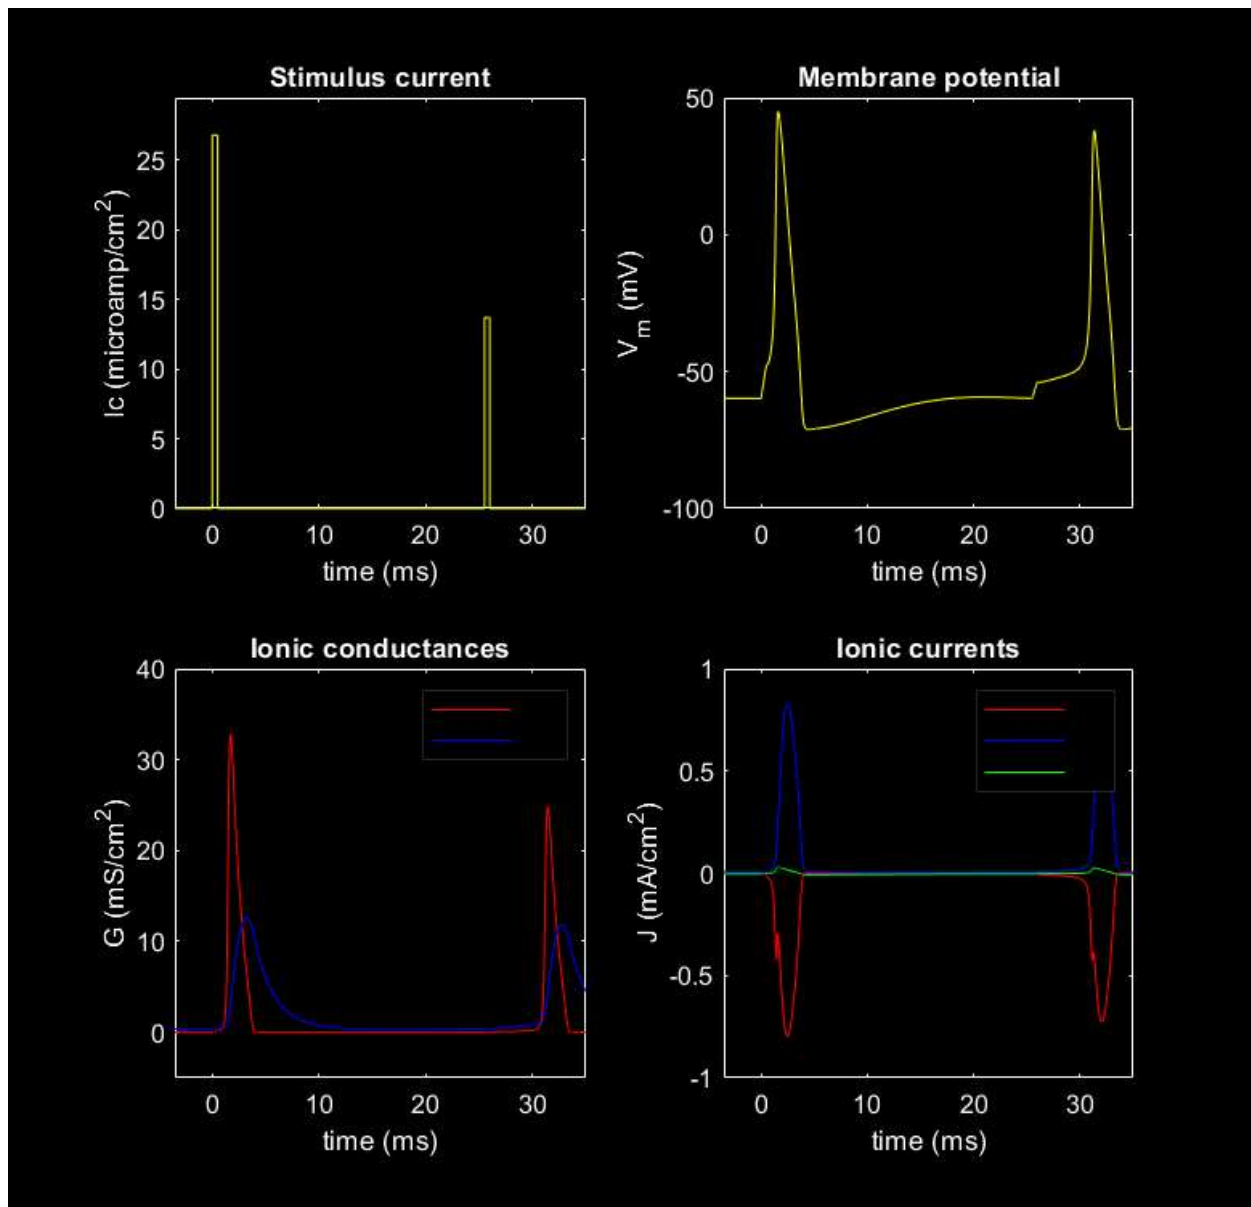 Stimulus current
25
20
15
10
5
0
0 10 20 30
Ic (microamp/cm²)
time (ms)
Membrane potential
50
0
-50
-100
0 10 20 30
Vₘ (mV)
time (ms)
Ionic conductances
40
30
20
10
0
0 10 20 30
G (mS/cm²)
time (ms)
Ionic currents
1
0.5
0
-0.5
-1
0 10 20 30
J (mA/cm²)
time (ms)